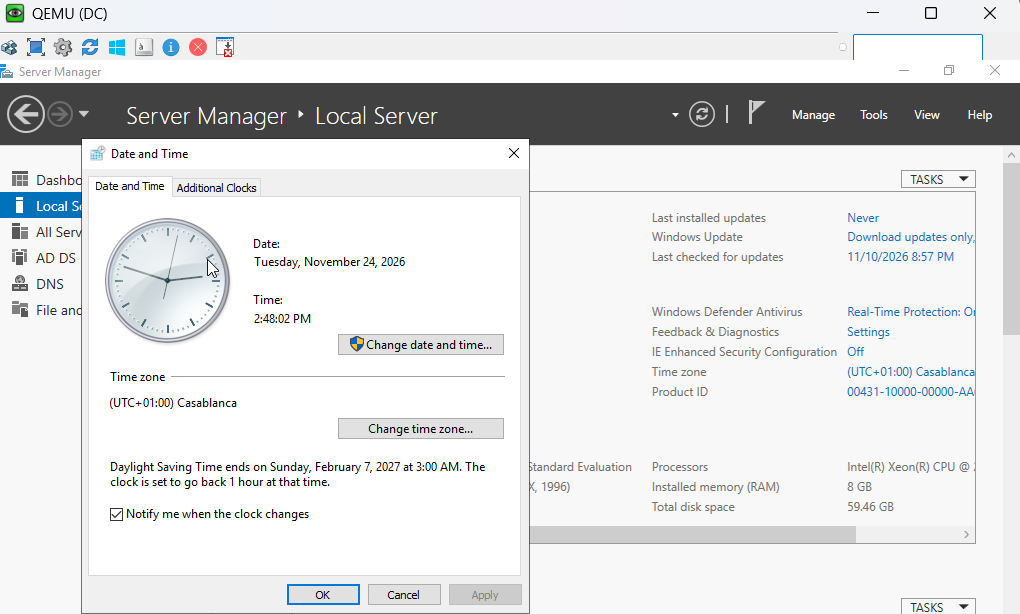 QEMU (DC)
Server Manager
Server Manager
Local Server
Manage
Tools
View
Help
Date and Time
Date and Time
Additional Clocks
Date:
Tuesday, November 24, 2026
Time:
2:48:02 PM
Change date and time...
Time zone
(UTC+01:00) Casablanca
Change time zone...
Daylight Saving Time ends on Sunday, February 7, 2027 at 3:00 AM. The
clock is set to go back 1 hour at that time.
Notify me when the clock changes
OK
Cancel
Apply
Dashbo
Local Se
All Serv
AD DS
DNS
File and
TASKS
Last installed updates
Never
Windows Update
Download updates only,
Last checked for updates
11/10/2026 8:57 PM
Windows Defender Antivirus
Real-Time Protection: On
Feedback & Diagnostics
Settings
IE Enhanced Security Configuration
Off
Time zone
(UTC+01:00) Casablanca
Product ID
00431-10000-00000-AA
Standard Evaluation
X, 1996)
Processors
Intel(R) Xeon(R) CPU @
Installed memory (RAM)
8 GB
Total disk space
59.46 GB
TASKS